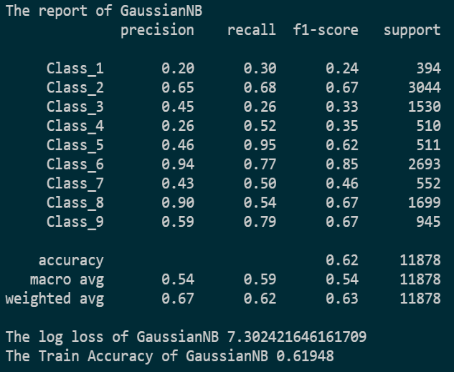 The report of GaussianNB
precision recall f1-score support
Class_1 0.20 0.30 0.24 394
Class_2 0.65 0.68 0.67 3044
Class_3 0.45 0.26 0.33 1530
Class_4 0.26 0.52 0.35 510
Class_5 0.46 0.95 0.62 511
Class_6 0.94 0.77 0.85 2693
Class_7 0.43 0.50 0.46 552
Class_8 0.90 0.54 0.67 1699
Class_9 0.59 0.79 0.67 945
accuracy 0.62 11878
macro avg 0.54 0.59 0.54 11878
weighted avg 0.67 0.62 0.63 11878
The log loss of GaussianNB 7.302421646161709
The Train Accuracy of GaussianNB 0.61948